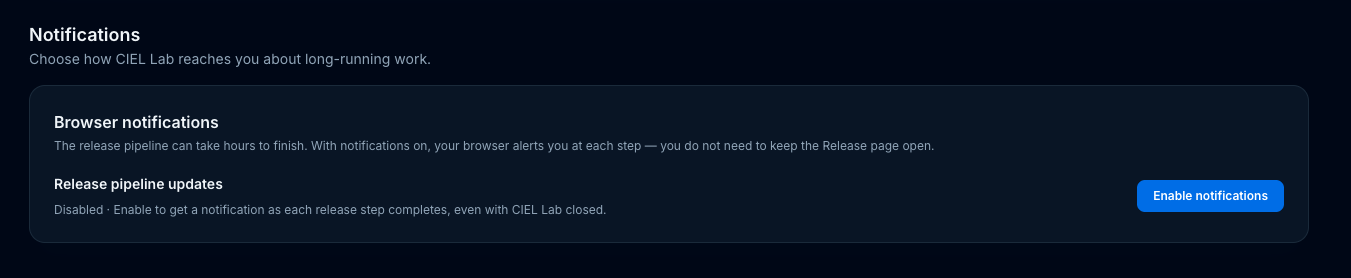 Notifications
Choose how CIEL Lab reaches you about long-running work.
Browser notifications
The release pipeline can take hours to finish. With notifications on, your browser alerts you at each step — you do not need to keep the Release page open.
Release pipeline updates
Disabled · Enable to get a notification as each release step completes, even with CIEL Lab closed.
Enable notifications